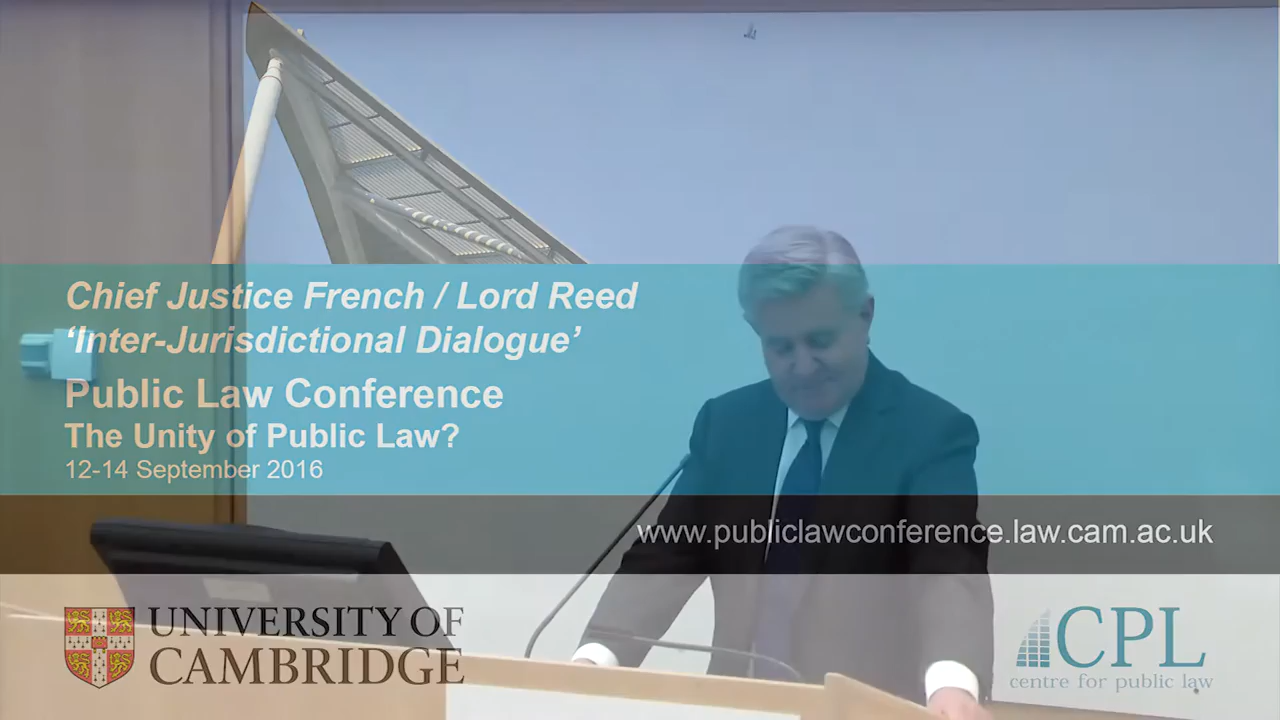 Chief Justice French / Lord Reed
‘Inter-Jurisdictional Dialogue’
Public Law Conference
The Unity of Public Law?
12-14 September 2016
www.publiclawconference.law.cam.ac.uk
UNIVERSITY OF
CAMBRIDGE
CPL
centre for public law